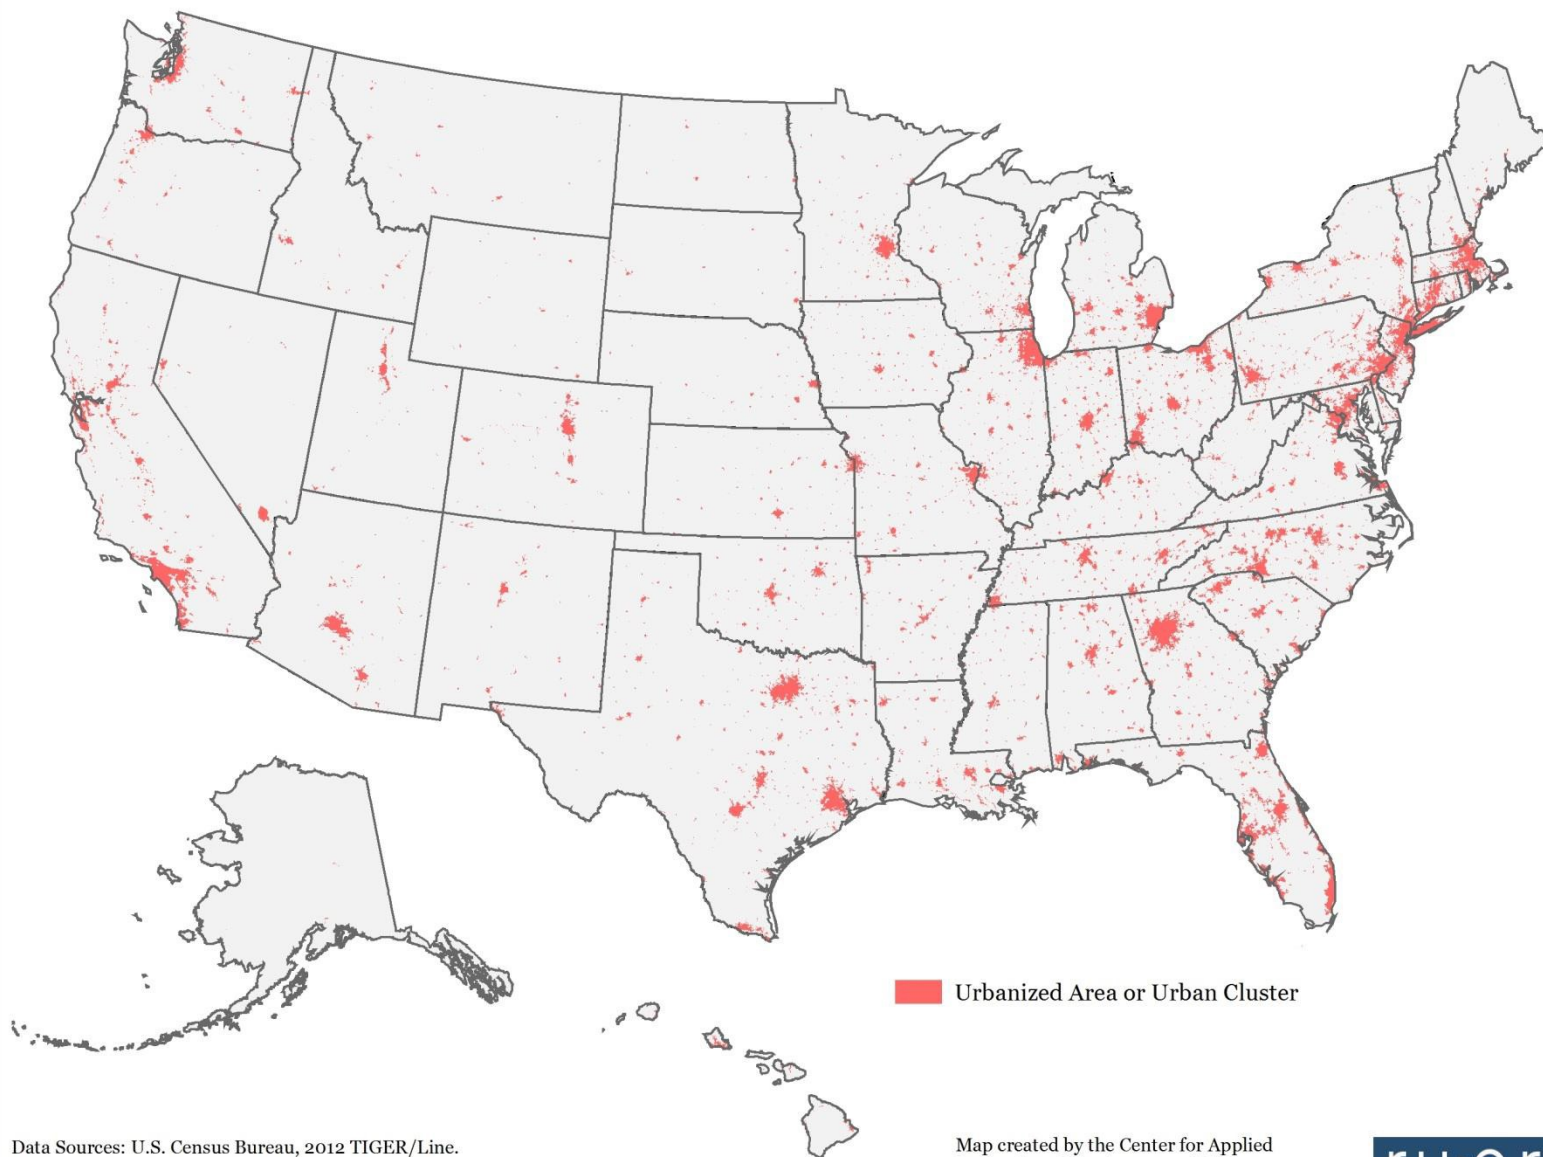 Urbanized Area or Urban Cluster
Data Sources: U.S. Census Bureau, 2012 TIGER/Line.
Map created by the Center for Applied